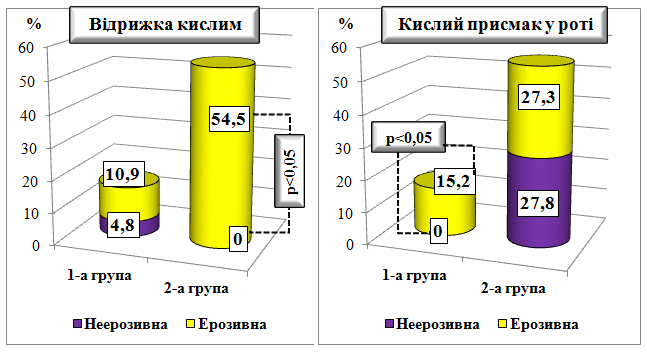 %
Відрижка кислим
60
50
40
30
20
10
0
54,5
10,9
4,8
0
p<0,05
1-а група
2-а група
Неерозивна
Ерозивна
%
Кислий присмак у роті
60
50
40
30
20
10
0
27,3
p<0,05
15,2
27,8
0
1-а група
2-а група
Неерозивна
Ерозивна